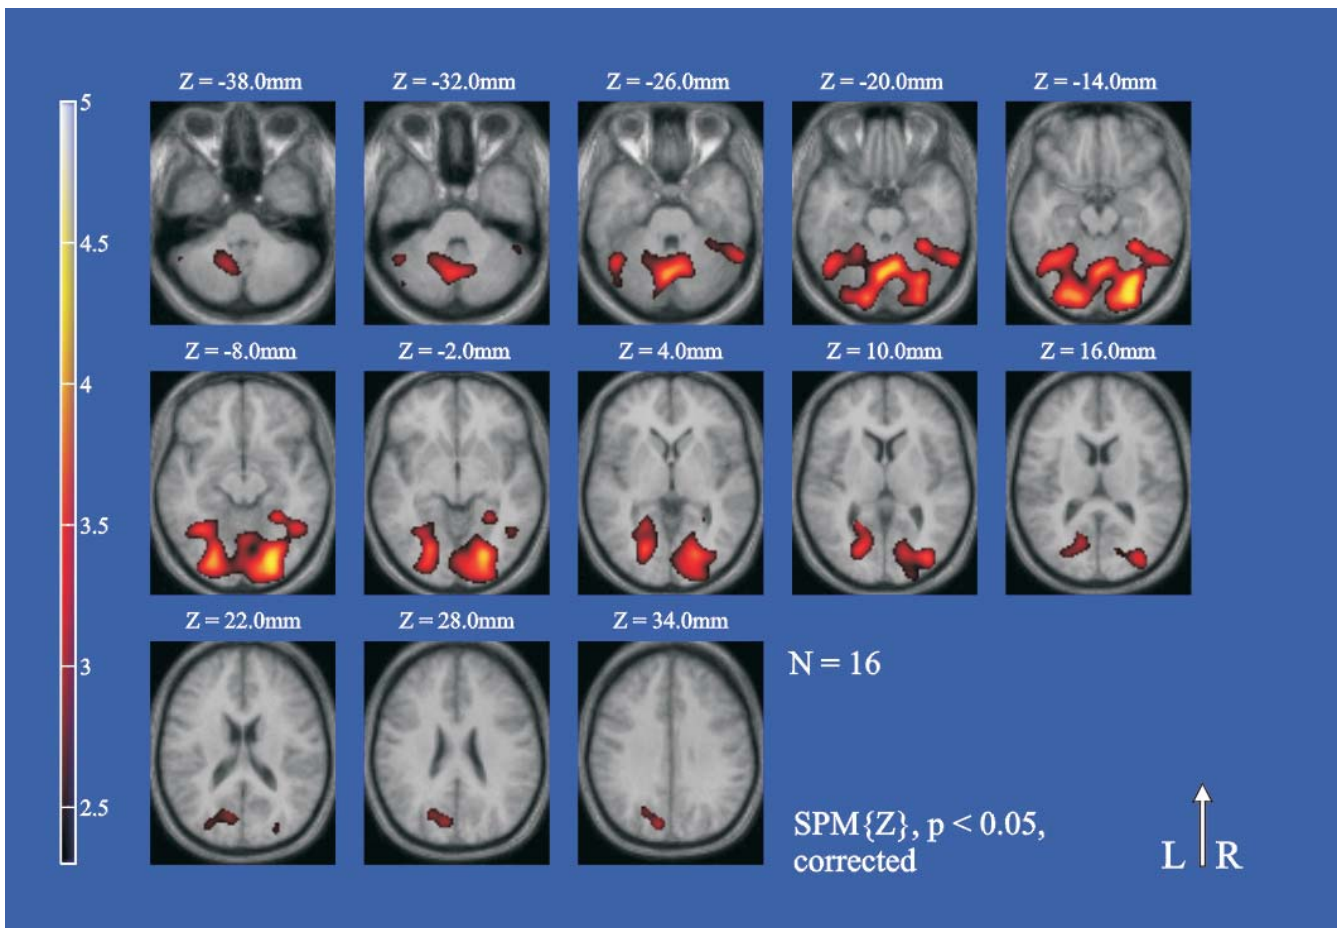 Z = -38.0mm
Z = -32.0mm
Z = -26.0mm
Z = -20.0mm
Z = -14.0mm
5
4.5
4
3.5
3
2.5
Z = -8.0mm
Z = -2.0mm
Z = 4.0mm
Z = 10.0mm
Z = 16.0mm
Z = 22.0mm
Z = 28.0mm
Z = 34.0mm
N = 16
SPM{Z}, p < 0.05,
corrected
L R